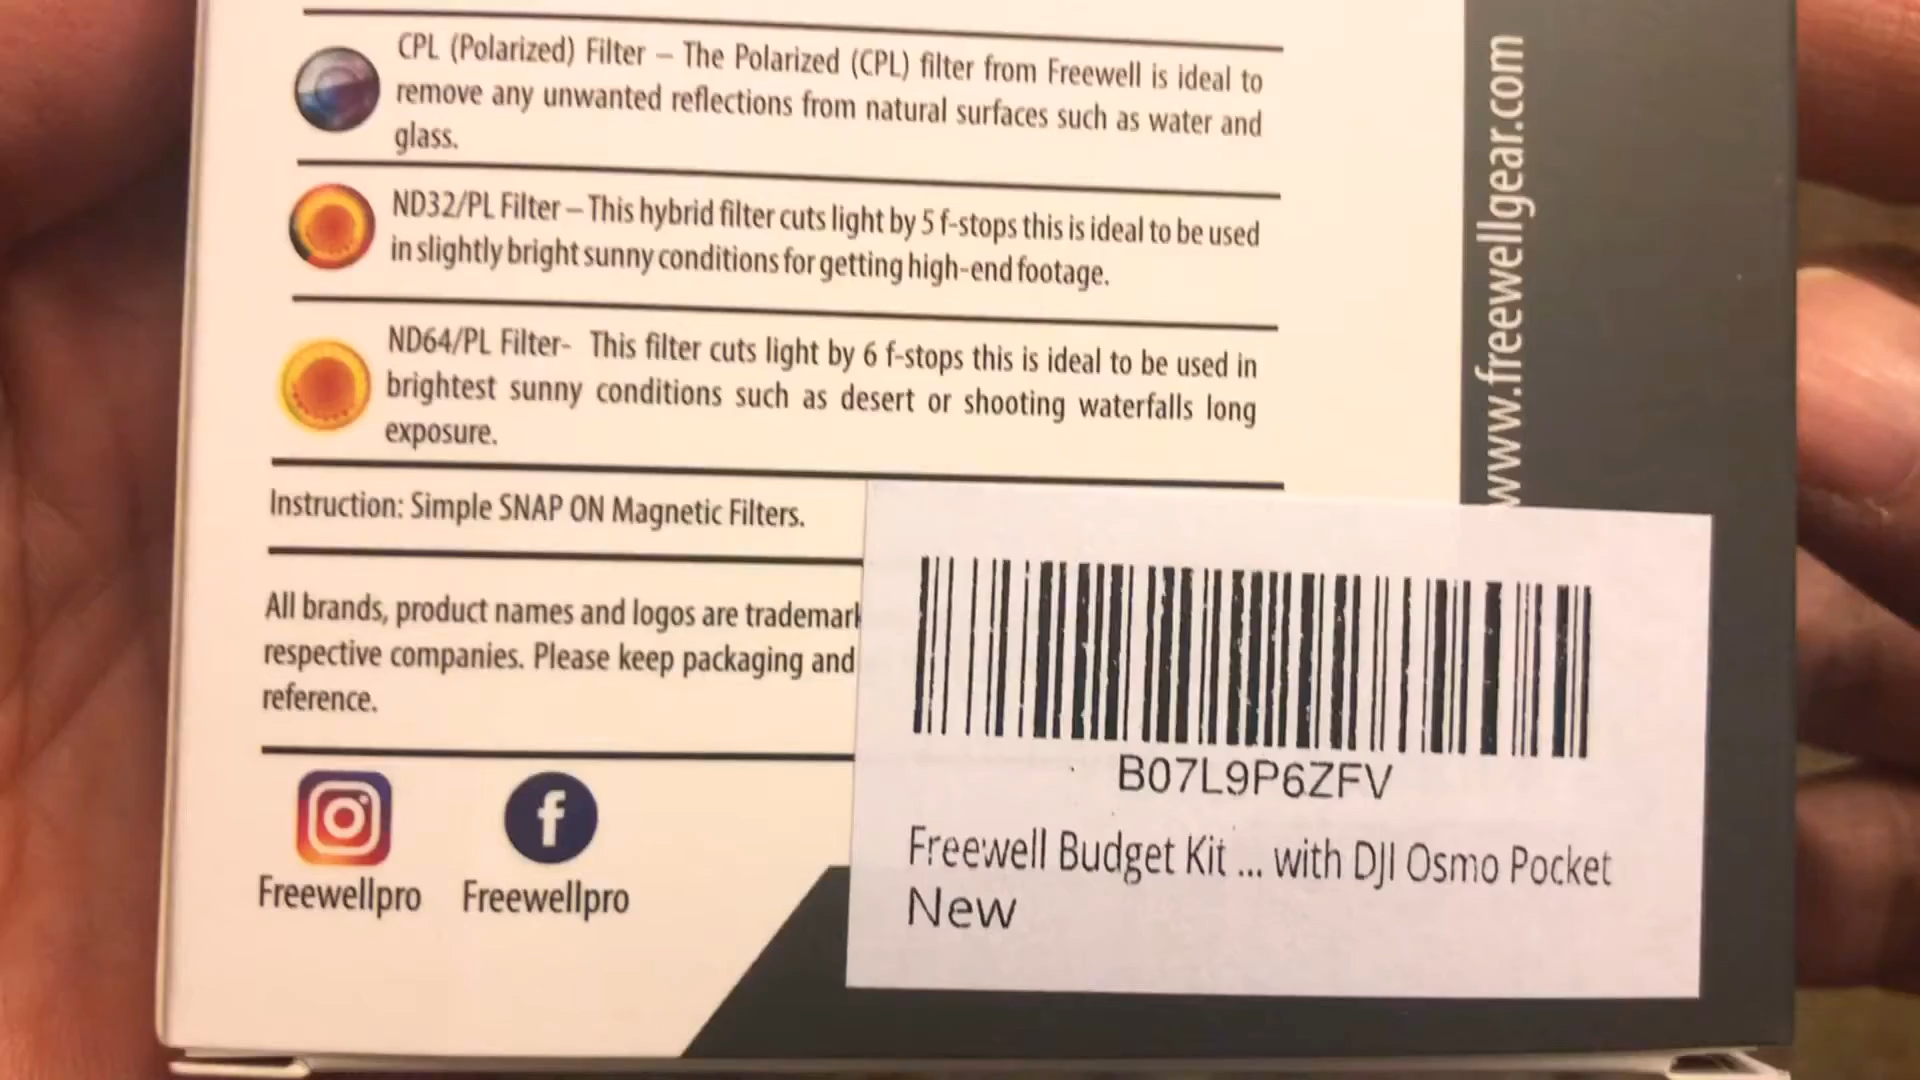 CPL (Polarized) Filter – The Polarized (CPL) filter from Freewell is ideal to
remove any unwanted reflections from natural surfaces such as water and
glass.
ND32/PL Filter – This hybrid filter cuts light by 5 f-stops this is ideal to be used
in slightly bright sunny conditions for getting high-end footage.
ND64/PL Filter- This filter cuts light by 6 f-stops this is ideal to be used in
brightest sunny conditions such as desert or shooting waterfalls long
exposure.
Instruction: Simple SNAP ON Magnetic Filters.
All brands, product names and logos are trademark
respective companies. Please keep packaging and
reference.
Freewellpro
Freewellpro
www.freewellgear.com
B07L9P6ZFV
Freewell Budget Kit ... with DJI Osmo Pocket
New